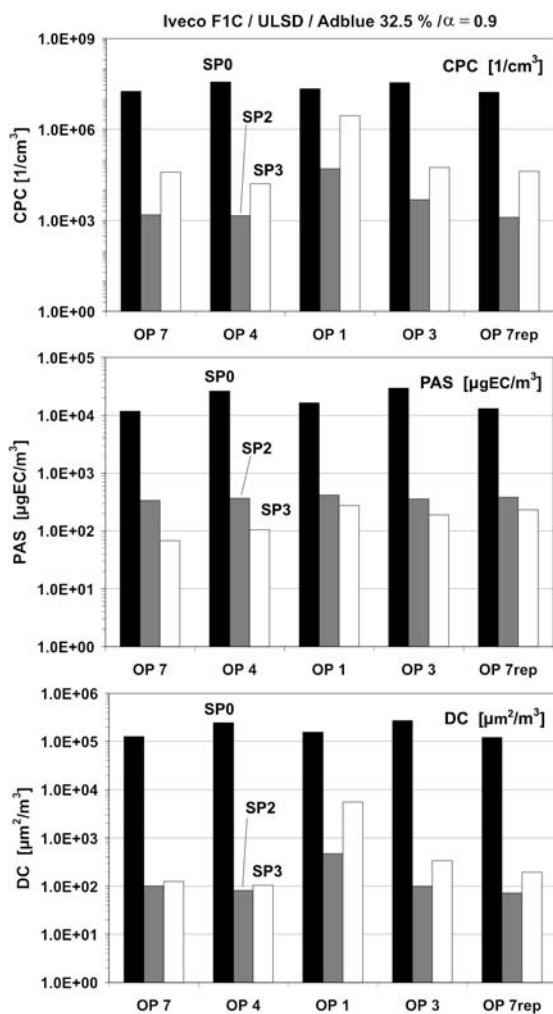 Iveco F1C / ULSD / Adblue 32.5 % /α = 0.9
1.0E+09
SP0
CPC [1/cm³]
1.0E+06
SP2
SP3
1.0E+03
1.0E+00
CPC [1/cm³]
OP 7 OP 4 OP 1 OP 3 OP 7rep
1.0E+05
SP0
PAS [µgEC/m³]
1.0E+04
1.0E+03
SP2
SP3
1.0E+02
1.0E+01
1.0E+00
PAS [µgEC/m³]
OP 7 OP 4 OP 1 OP 3 OP 7rep
1.0E+06
SP0
DC [µm²/m³]
1.0E+05
1.0E+04
SP2
1.0E+03
SP3
1.0E+02
1.0E+01
1.0E+00
DC [µm²/m³]
OP 7 OP 4 OP 1 OP 3 OP 7rep